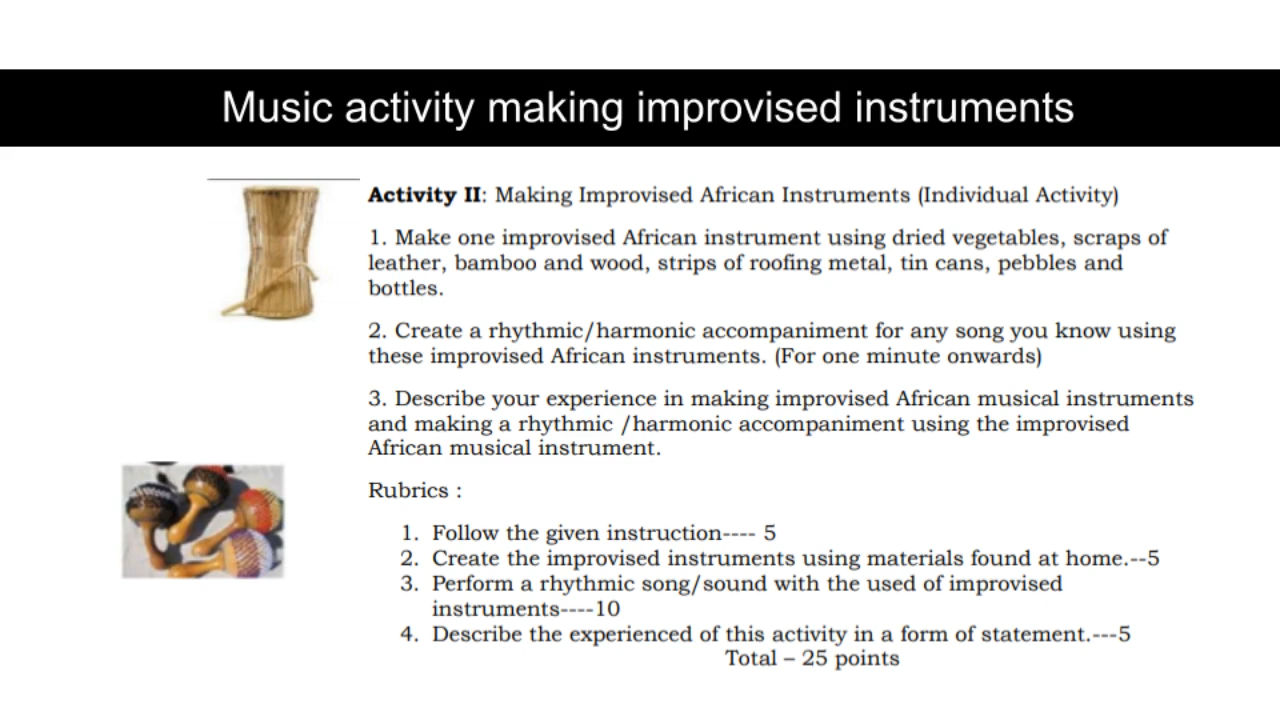 Music activity making improvised instruments
Activity II: Making Improvised African Instruments (Individual Activity)
1. Make one improvised African instrument using dried vegetables, scraps of
leather, bamboo and wood, strips of roofing metal, tin cans, pebbles and
bottles.
2. Create a rhythmic/harmonic accompaniment for any song you know using
these improvised African instruments. (For one minute onwards)
3. Describe your experience in making improvised African musical instruments
and making a rhythmic /harmonic accompaniment using the improvised
African musical instrument.
Rubrics :
1. Follow the given instruction---- 5
2. Create the improvised instruments using materials found at home.--5
3. Perform a rhythmic song/sound with the used of improvised
instruments----10
4. Describe the experienced of this activity in a form of statement.---5
Total – 25 points